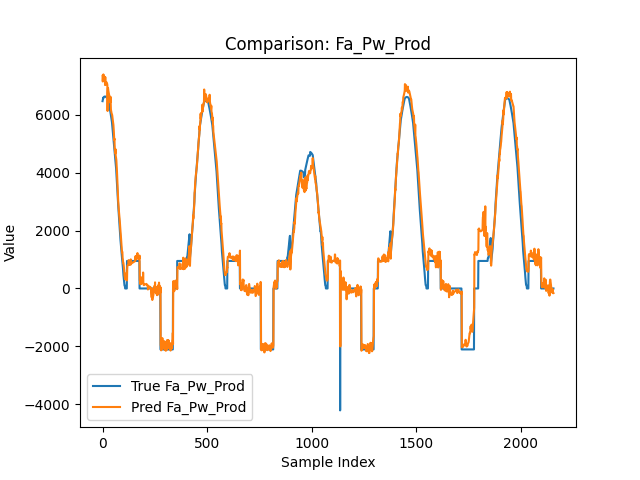 Comparison: Fa_Pw_Prod
Value
6000
4000
2000
0
−2000
−4000
True Fa_Pw_Prod
Pred Fa_Pw_Prod
0 500 1000 1500 2000
Sample Index